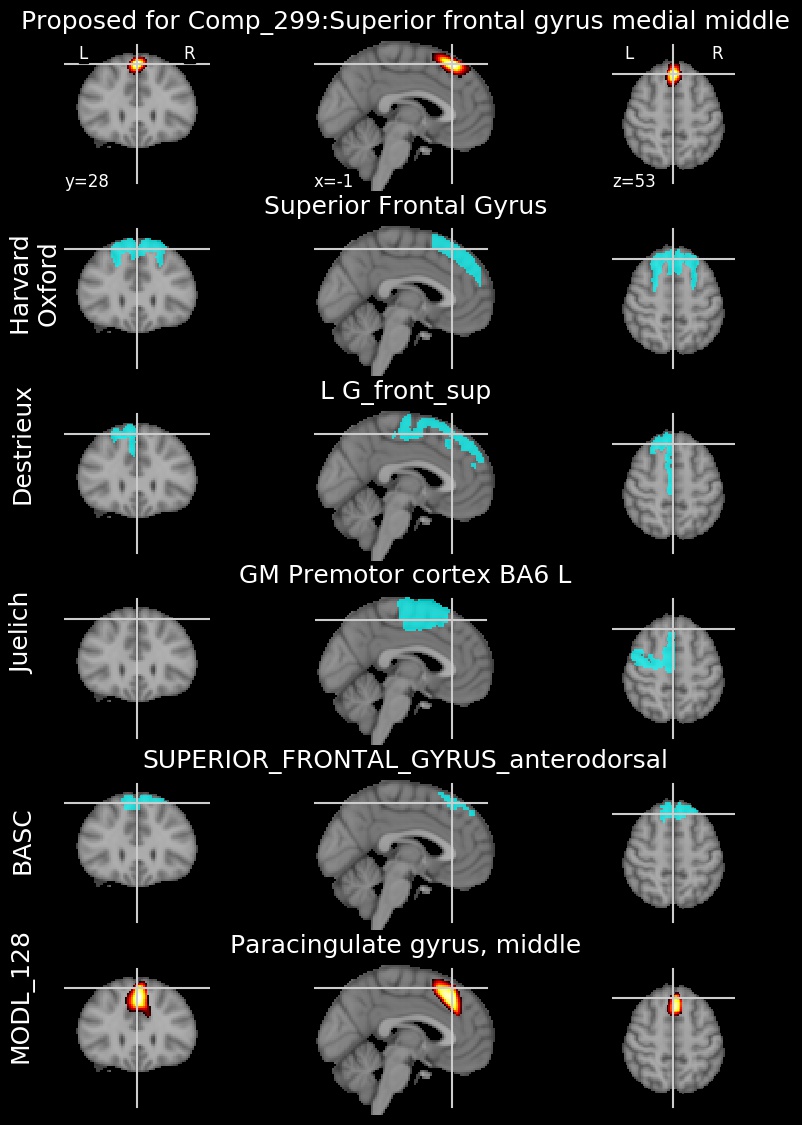 Proposed for Comp_299:Superior frontal gyrus medial middle
L R
L R
y=28
x=-1
z=53
Superior Frontal Gyrus
Harvard
Oxford
L G_front_sup
Destrieux
GM Premotor cortex BA6 L
Juelich
SUPERIOR_FRONTAL_GYRUS_anterodorsal
BASC
Paracingulate gyrus, middle
MODL_128